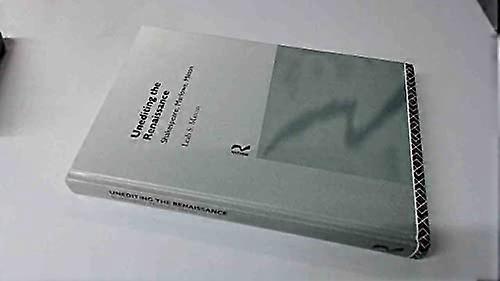 Unediting the
Renaissance
Shakespeare, Marlowe, Milton
Leah S. Marcus
R
UNEDITING THE RENAISSANCE
R